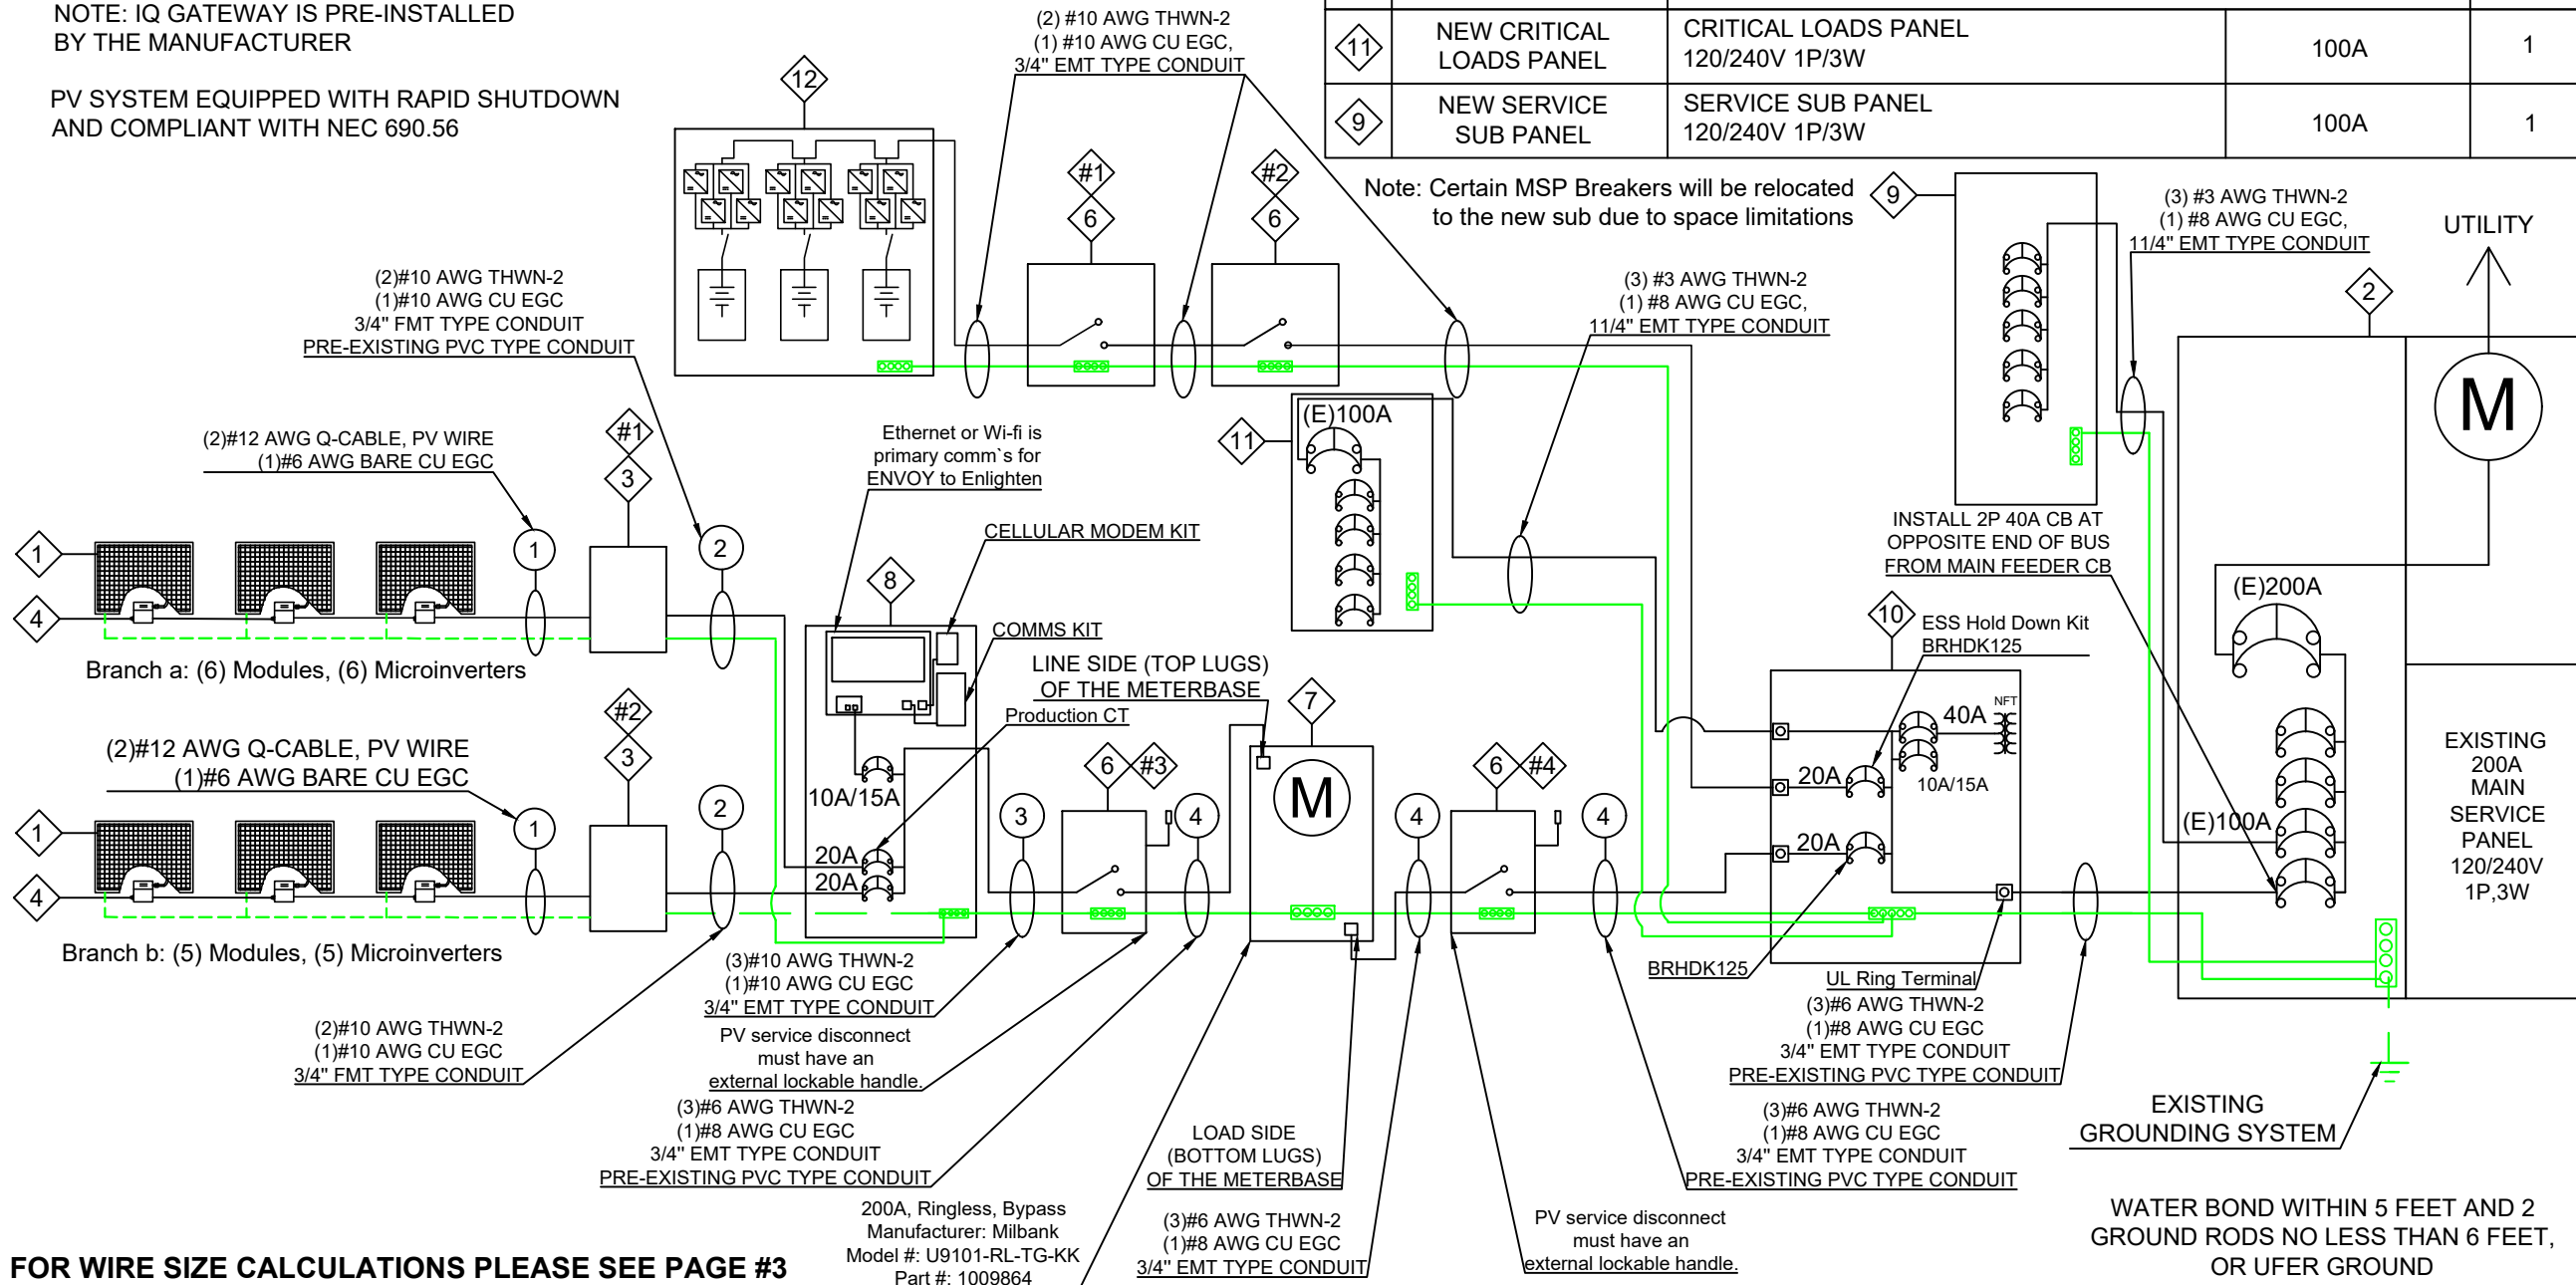 NOTE: IQ GATEWAY IS PRE-INSTALLED
BY THE MANUFACTURER
PV SYSTEM EQUIPPED WITH RAPID SHUTDOWN
AND COMPLIANT WITH NEC 690.56
(2) #10 AWG THWN-2
(1) #10 AWG CU EGC,
3/4" EMT TYPE CONDUIT
11
NEW CRITICAL
LOADS PANEL
CRITICAL LOADS PANEL
120/240V 1P/3W
100A
1
9
NEW SERVICE
SUB PANEL
SERVICE SUB PANEL
120/240V 1P/3W
100A
1
12
#1
6
#2
6
Note: Certain MSP Breakers will be relocated
to the new sub due to space limitations
9
(3) #3 AWG THWN-2
(1) #8 AWG CU EGC,
11/4" EMT TYPE CONDUIT
UTILITY
2
M
(2)#10 AWG THWN-2
(1)#10 AWG CU EGC
3/4" FMT TYPE CONDUIT
PRE-EXISTING PVC TYPE CONDUIT
(3) #3 AWG THWN-2
(1) #8 AWG CU EGC,
11/4" EMT TYPE CONDUIT
(2)#12 AWG Q-CABLE, PV WIRE
(1)#6 AWG BARE CU EGC
#1
3
Ethernet or Wi-fi is
primary comm`s for
ENVOY to Enlighten
11
(E)100A
CELLULAR MODEM KIT
INSTALL 2P 40A CB AT
OPPOSITE END OF BUS
FROM MAIN FEEDER CB
1
4
1
2
8
Branch a: (6) Modules, (6) Microinverters
COMMS KIT
LINE SIDE (TOP LUGS)
OF THE METERBASE
Production CT
7
10
ESS Hold Down Kit
BRHDK125
(E)200A
40A
NFT
10A/15A
20A
20A
#2
3
(2)#12 AWG Q-CABLE, PV WIRE
(1)#6 AWG BARE CU EGC
1
4
1
2
10A/15A
20A
20A
3
6
#3
4
M
4
6
#4
4
(E)100A
EXISTING
200A
MAIN
SERVICE
PANEL
120/240V
1P,3W
Branch b: (5) Modules, (5) Microinverters
(3)#10 AWG THWN-2
(1)#10 AWG CU EGC
3/4" EMT TYPE CONDUIT
BRHDK125
UL Ring Terminal
(3)#6 AWG THWN-2
(1)#8 AWG CU EGC
3/4" EMT TYPE CONDUIT
PRE-EXISTING PVC TYPE CONDUIT
(2)#10 AWG THWN-2
(1)#10 AWG CU EGC
3/4" FMT TYPE CONDUIT
PV service disconnect
must have an
external lockable handle.
(3)#6 AWG THWN-2
(1)#8 AWG CU EGC
3/4" EMT TYPE CONDUIT
PRE-EXISTING PVC TYPE CONDUIT
LOAD SIDE
(BOTTOM LUGS)
OF THE METERBASE
(3)#6 AWG THWN-2
(1)#8 AWG CU EGC
3/4" EMT TYPE CONDUIT
PRE-EXISTING PVC TYPE CONDUIT
EXISTING
GROUNDING SYSTEM
200A, Ringless, Bypass
Manufacturer: Milbank
Model #: U9101-RL-TG-KK
Part #: 1009864
(3)#6 AWG THWN-2
(1)#8 AWG CU EGC
3/4" EMT TYPE CONDUIT
PV service disconnect
must have an
external lockable handle.
WATER BOND WITHIN 5 FEET AND 2
GROUND RODS NO LESS THAN 6 FEET,
OR UFER GROUND
FOR WIRE SIZE CALCULATIONS PLEASE SEE PAGE #3